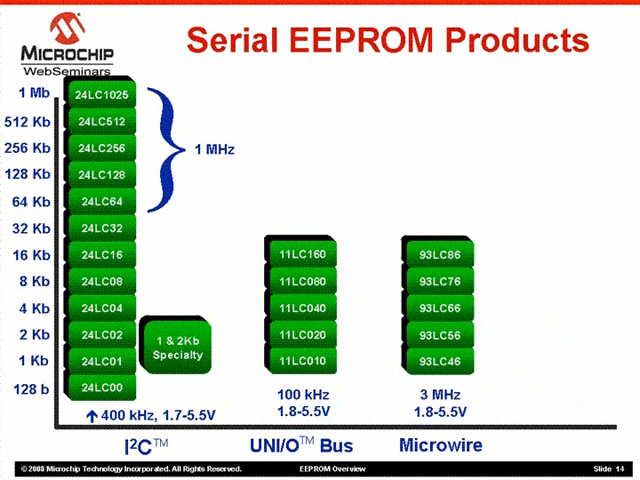 Serial EEPROM Products
MICROCHIP
WebSeminars
1 Mb 24LC1025
512 Kb 24LC512
256 Kb 24LC256
1 MHz
128 Kb 24LC128
64 Kb 24LC64
32 Kb 24LC32
16 Kb 24LC16 11LC160 93LC86
8 Kb 24LC08 11LC080 93LC76
4 Kb 24LC04 11LC040 93LC66
2 Kb 24LC02 1 & 2Kb 11LC020 93LC56
1 Kb 24LC01 Specialty 11LC010 93LC46
128 b 24LC00
100 kHz 3 MHz
↑ 400 kHz, 1.7-5.5V 1.8-5.5V 1.8-5.5V
I²C™ UNI/O™ Bus Microwire
© 2008 Microchip Technology Incorporated. All Rights Reserved. EEPROM Overview Slide 14